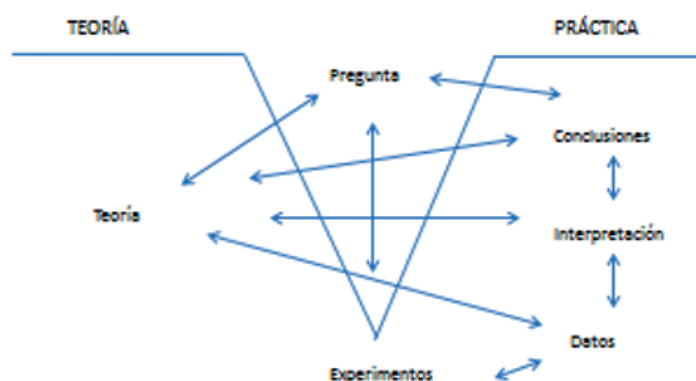 TEORÍA
PRÁCTICA
Pregunta
Conclusiones
Teoría
Interpretación
Datos
Experimentos